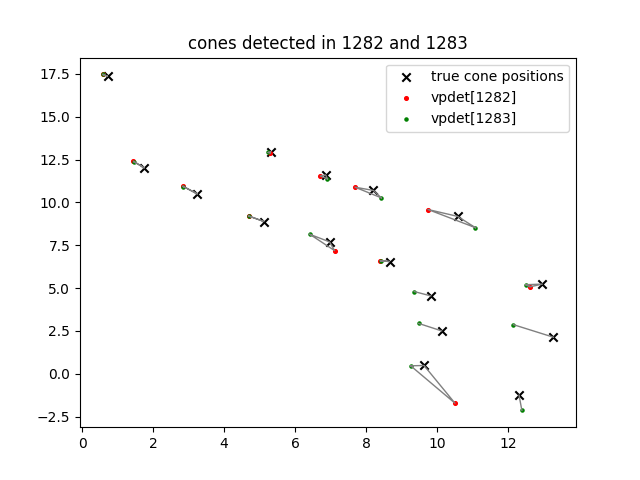 cones detected in 1282 and 1283
true cone positions
vpdet[1282]
vpdet[1283]
17.5
15.0
12.5
10.0
7.5
5.0
2.5
0.0
−2.5
0 2 4 6 8 10 12